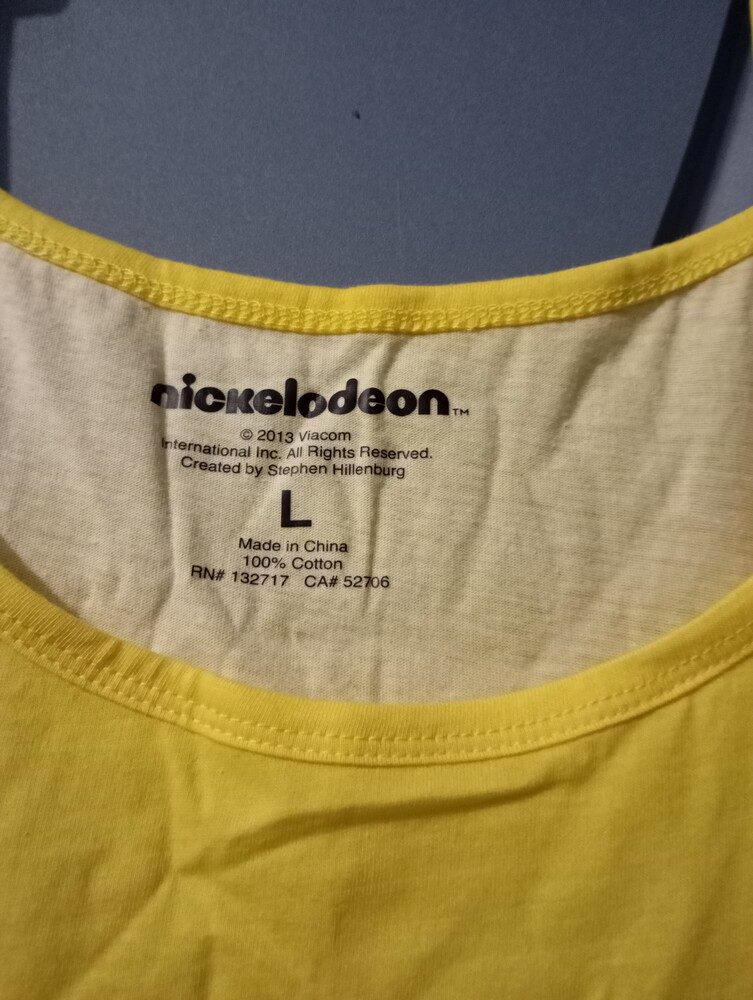 nickelodeon™
© 2013 Viacom
International Inc. All Rights Reserved.
Created by Stephen Hillenburg
L
Made in China
100% Cotton
RN# 132717 CA# 52706